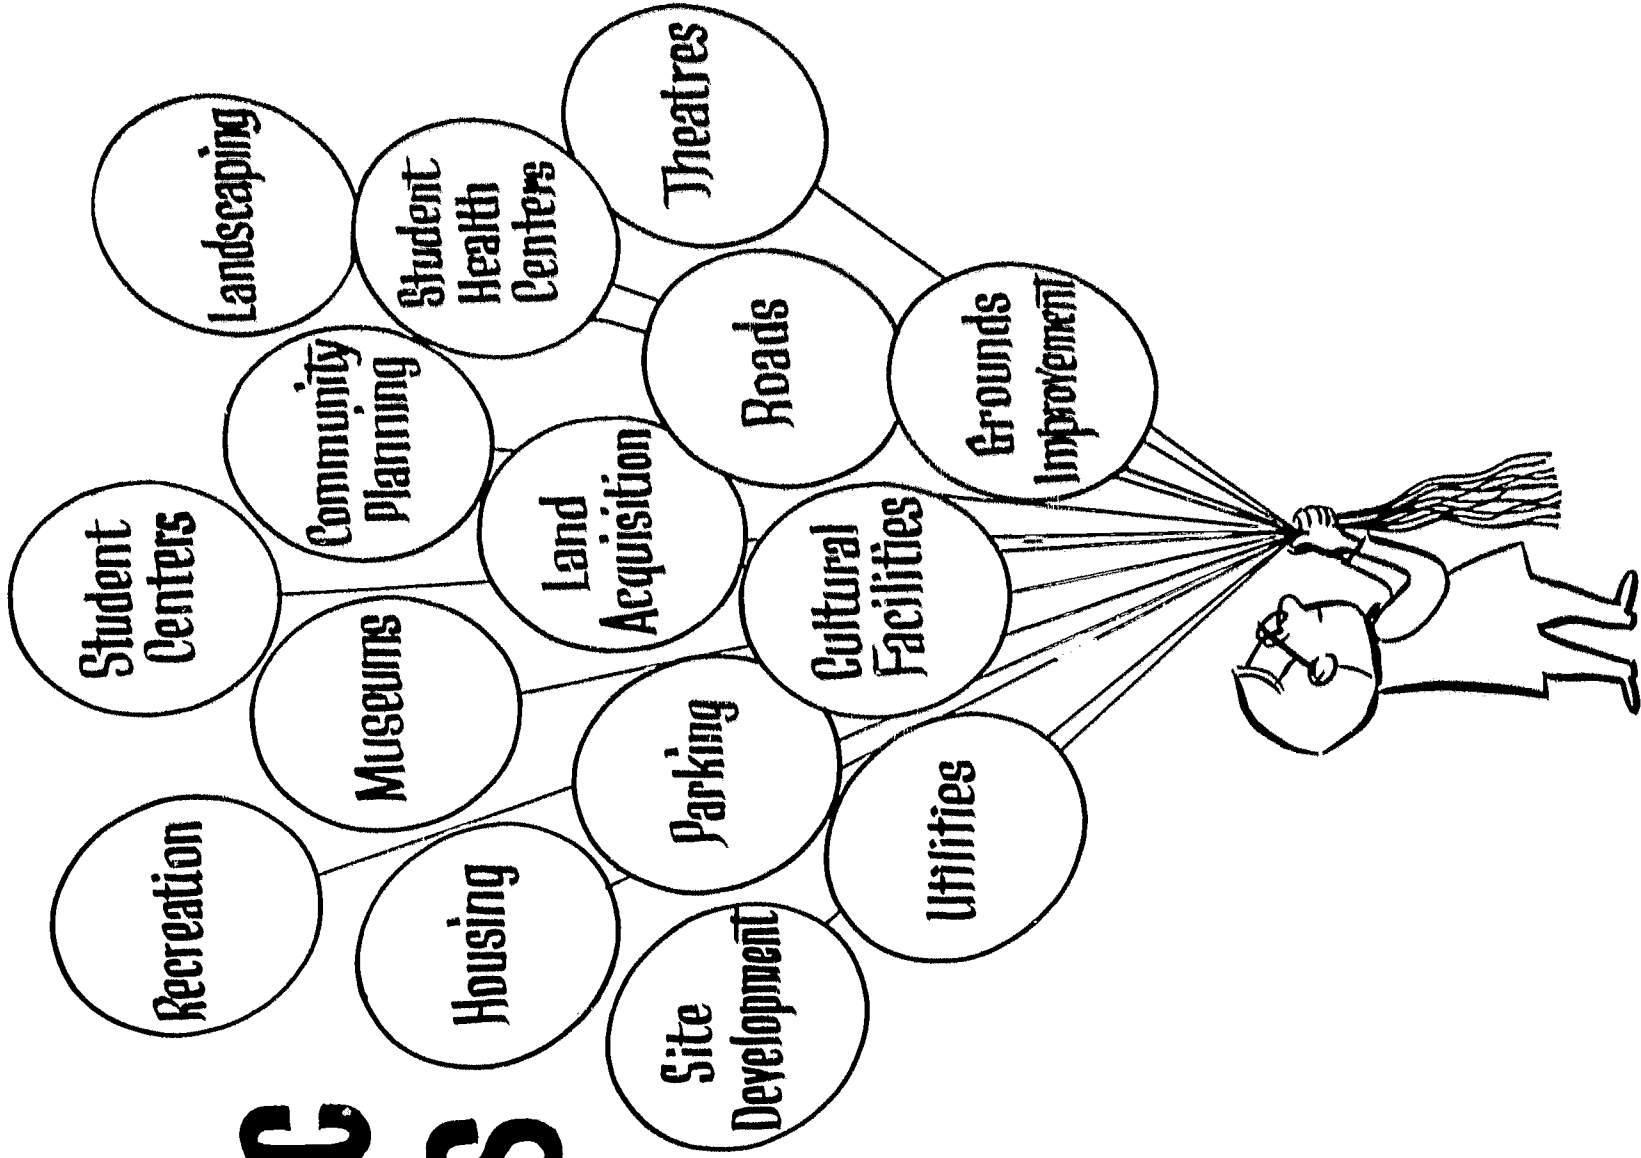 Student
Centers
Recreation
Landscaping
C
Museums
Community
Planning
S
Housing
Student
Health
Centers
Land
Acquisition
Theatres
Parking
Site
Development
Roads
Cultural
Facilities
Utilities
Grounds
Improvement